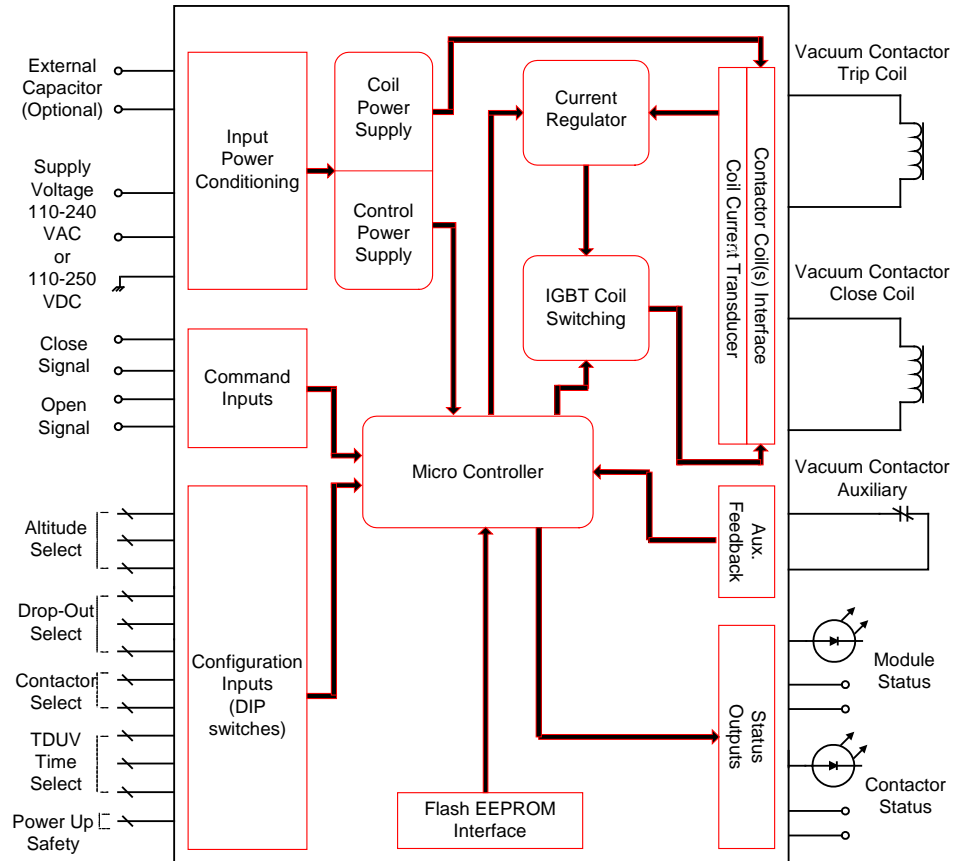 External
Capacitor
(Optional)
Supply
Voltage
110-240
VAC
or
110-250
VDC
Close
Signal
Open
Signal
Altitude
Select
Drop-Out
Select
Contactor
Select
TDUV
Time
Select
Power Up
Safety
Input
Power
Conditioning
Coil
Power
Supply
Control
Power
Supply
Command
Inputs
Configuration
Inputs
(DIP
switches)
Current
Regulator
IGBT Coil
Switching
Micro Controller
Flash EEPROM
Interface
Contactor Coil(s) Interface
Coil Current Transducer
Aux.
Feedback
Status
Outputs
Vacuum Contactor
Trip Coil
Vacuum Contactor
Close Coil
Vacuum Contactor
Auxiliary
Module
Status
Contactor
Status